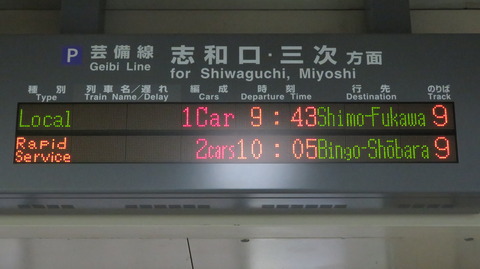 P 芸備線 志和口・三次 方面
Geibi Line for Shiwaguchi, Miyoshi
種別 列車名/遅れ 編成 時刻 行先 のりば
Type Train Name/Delay Cars Departure Time Destination Track
Local 1Car 9:43 Shimo-Fukawa 9
Rapid Service 2cars 10:05 Bingo-Shōbara 9